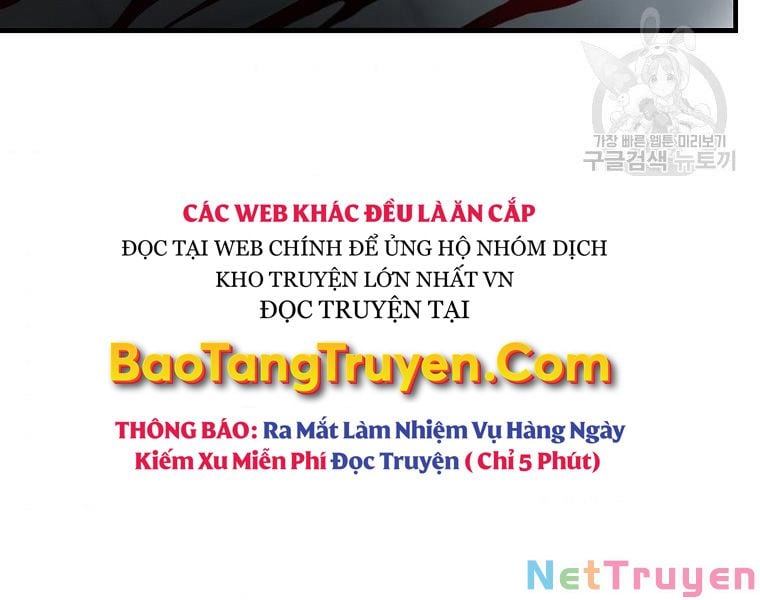 가장 빠른 웹툰 미리보기
구글검색 뉴토끼
CÁC WEB KHÁC ĐỀU LÀ ĂN CẮP
ĐỌC TẠI WEB CHÍNH ĐỂ ỦNG HỘ NHÓM DỊCH
KHO TRUYỆN LỚN NHẤT VN
ĐỌC TRUYỆN TẠI
BaoTangTruyen.Com
THÔNG BÁO: Ra Mắt Làm Nhiệm Vụ Hàng Ngày
Kiếm Xu Miễn Phí Đọc Truyện ( Chỉ 5 Phút)
NetTruyen